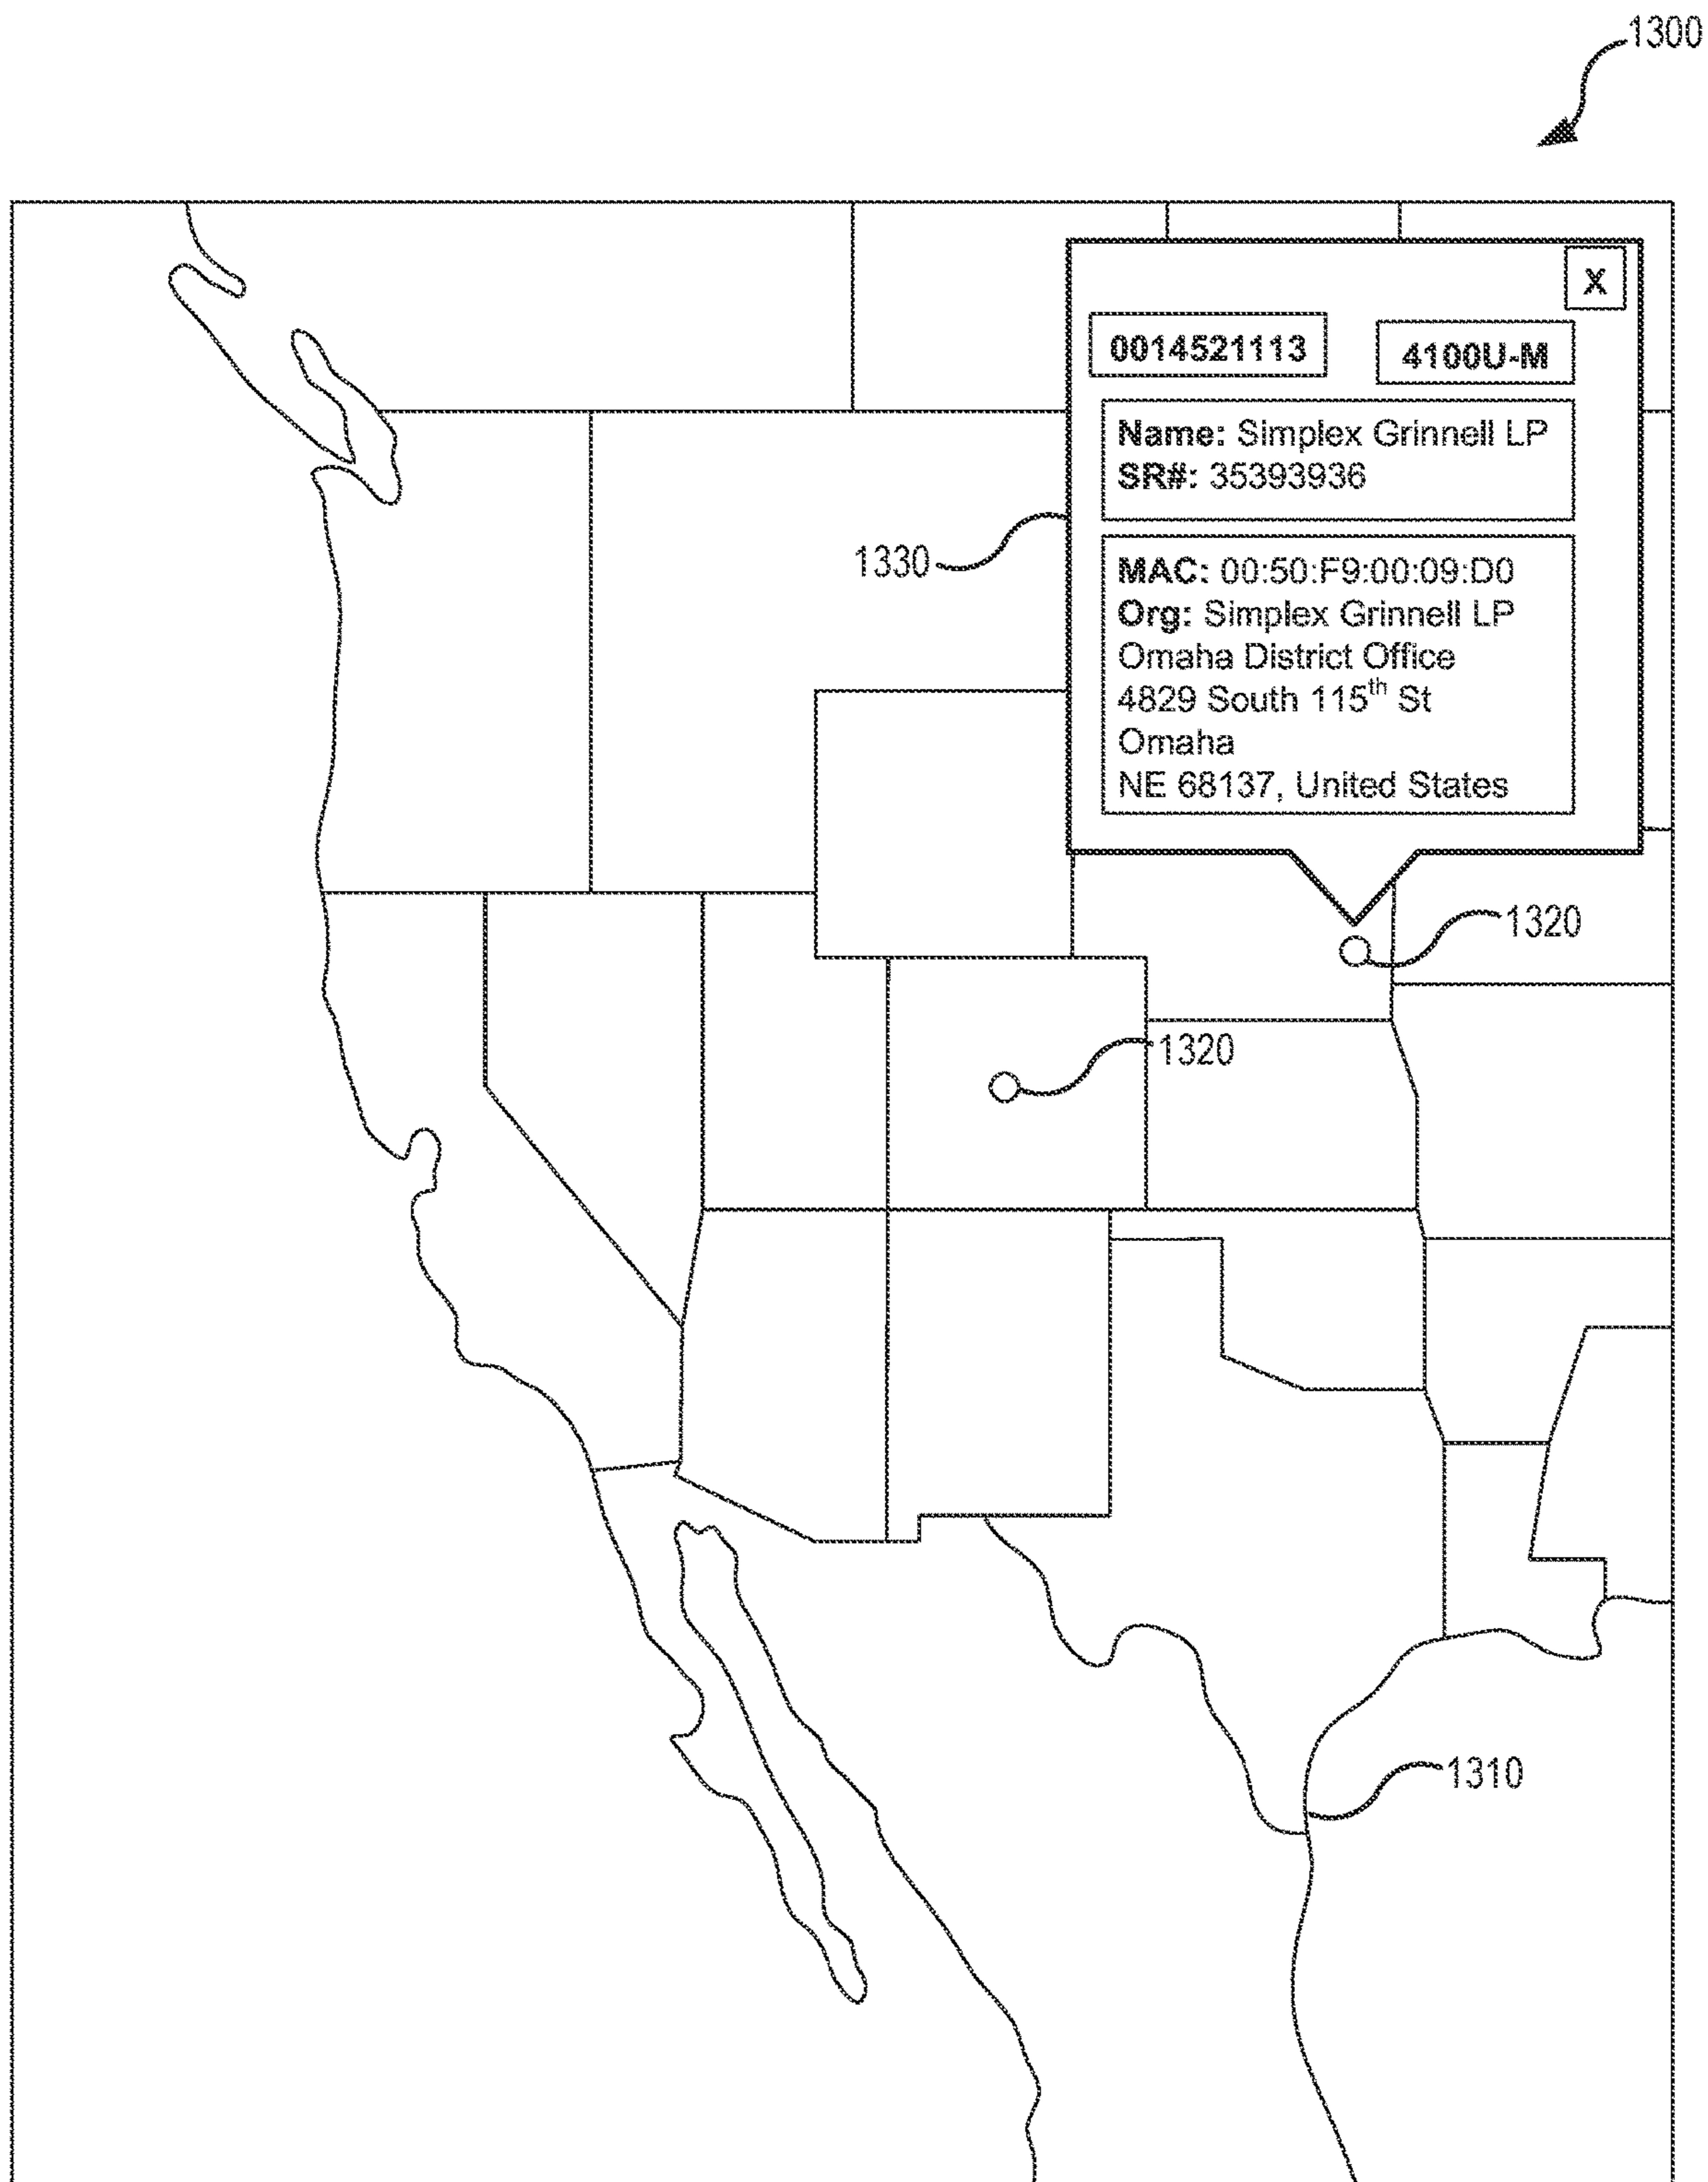 1300
X
0014521113
4100U-M
Name: Simplex Grinnell LP
SR#: 35393936
1330
MAC: 00:50:F9:00:09:D0
Org: Simplex Grinnell LP
Omaha District Office
4829 South 115th St
Omaha
NE 68137, United States
1320
1320
1310